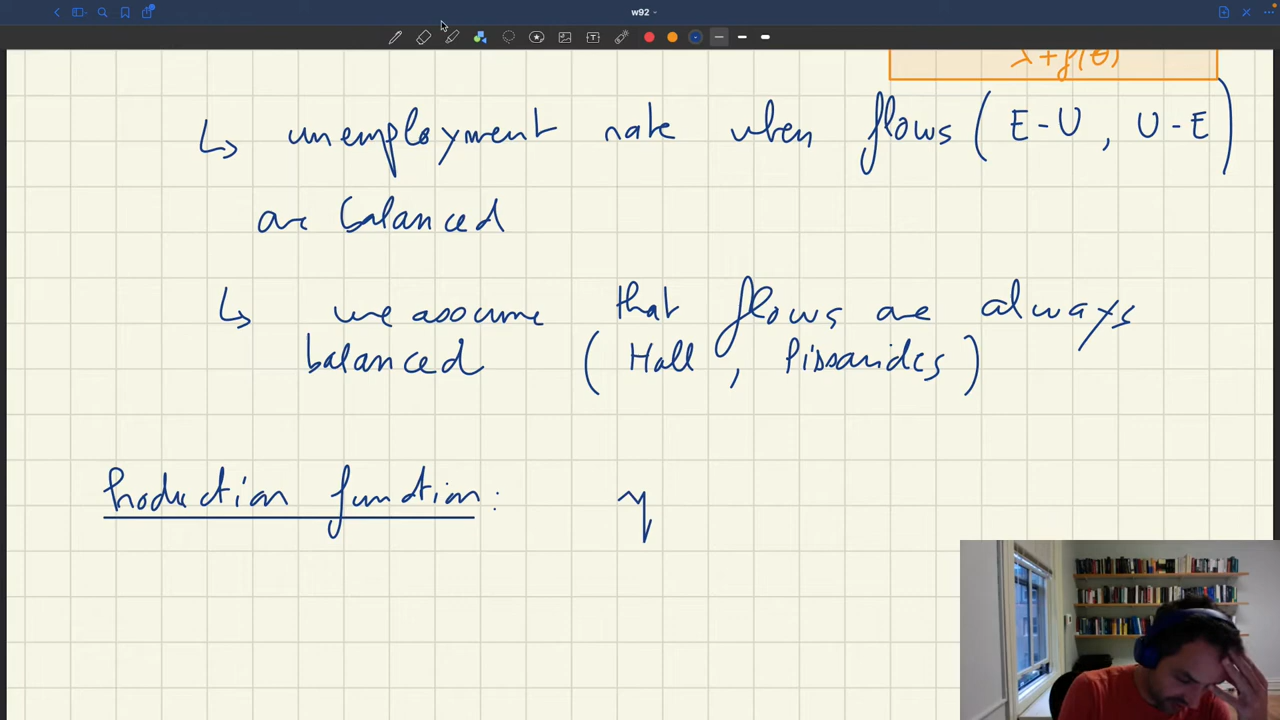 w92
λ+f(θ)
↳ unemployment rate when flows (E-U, U-E)
are balanced
↳ we assume that flows are always
balanced (Hall, Pissarides)
Production function: y